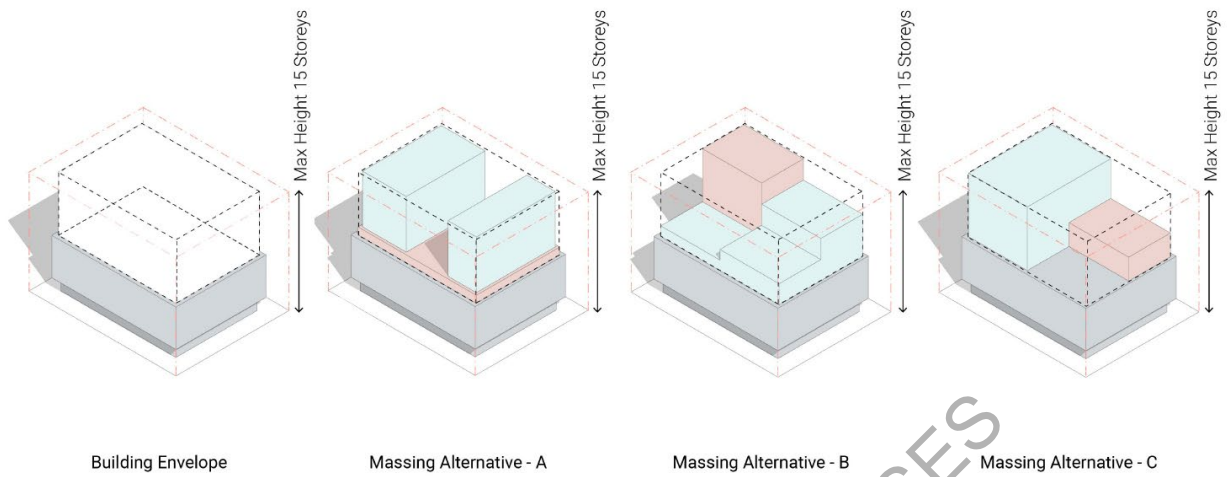 Max Height 15 Storeys
Max Height 15 Storeys
Max Height 15 Storeys
Max Height 15 Storeys
Building Envelope
Massing Alternative - A
Massing Alternative - B
Massing Alternative - C